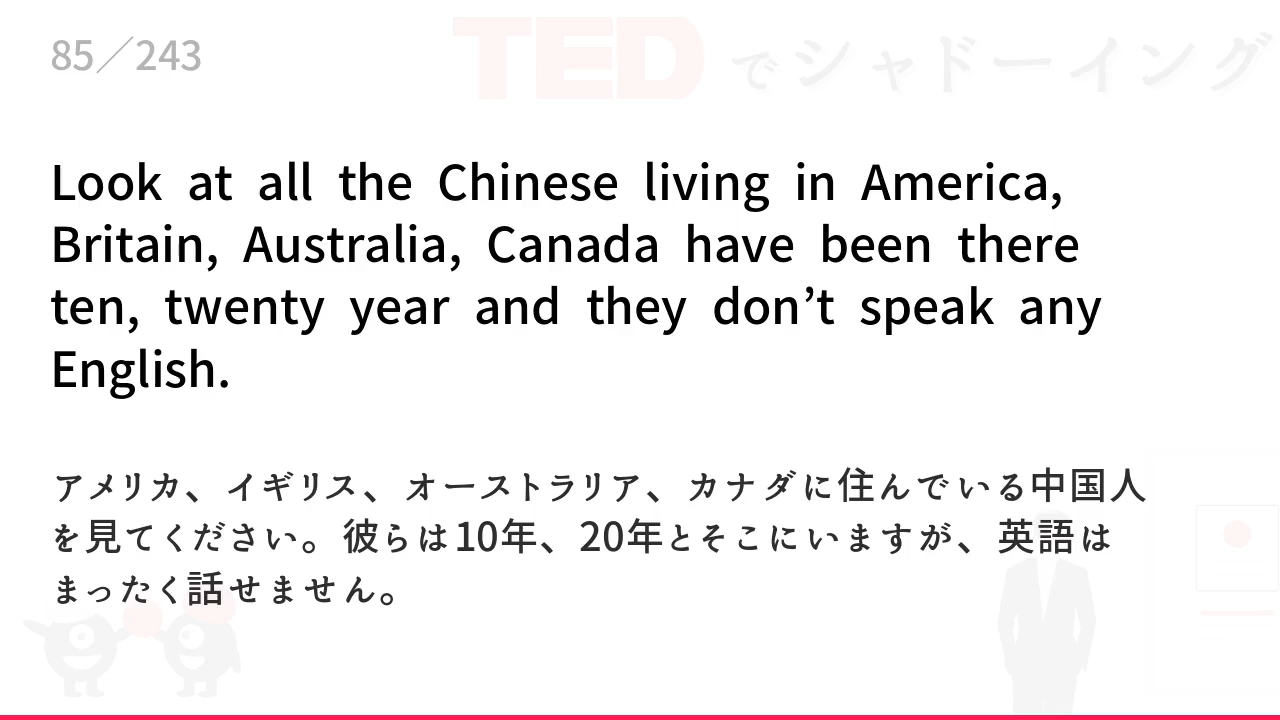 85／243
TEDでシャドーイング
Look at all the Chinese living in America,
Britain, Australia, Canada have been there
ten, twenty year and they don’t speak any
English.
アメリカ、イギリス、オーストラリア、カナダに住んでいる中国人
を見てください。彼らは10年、20年とそこにいますが、英語は
まったく話せません。